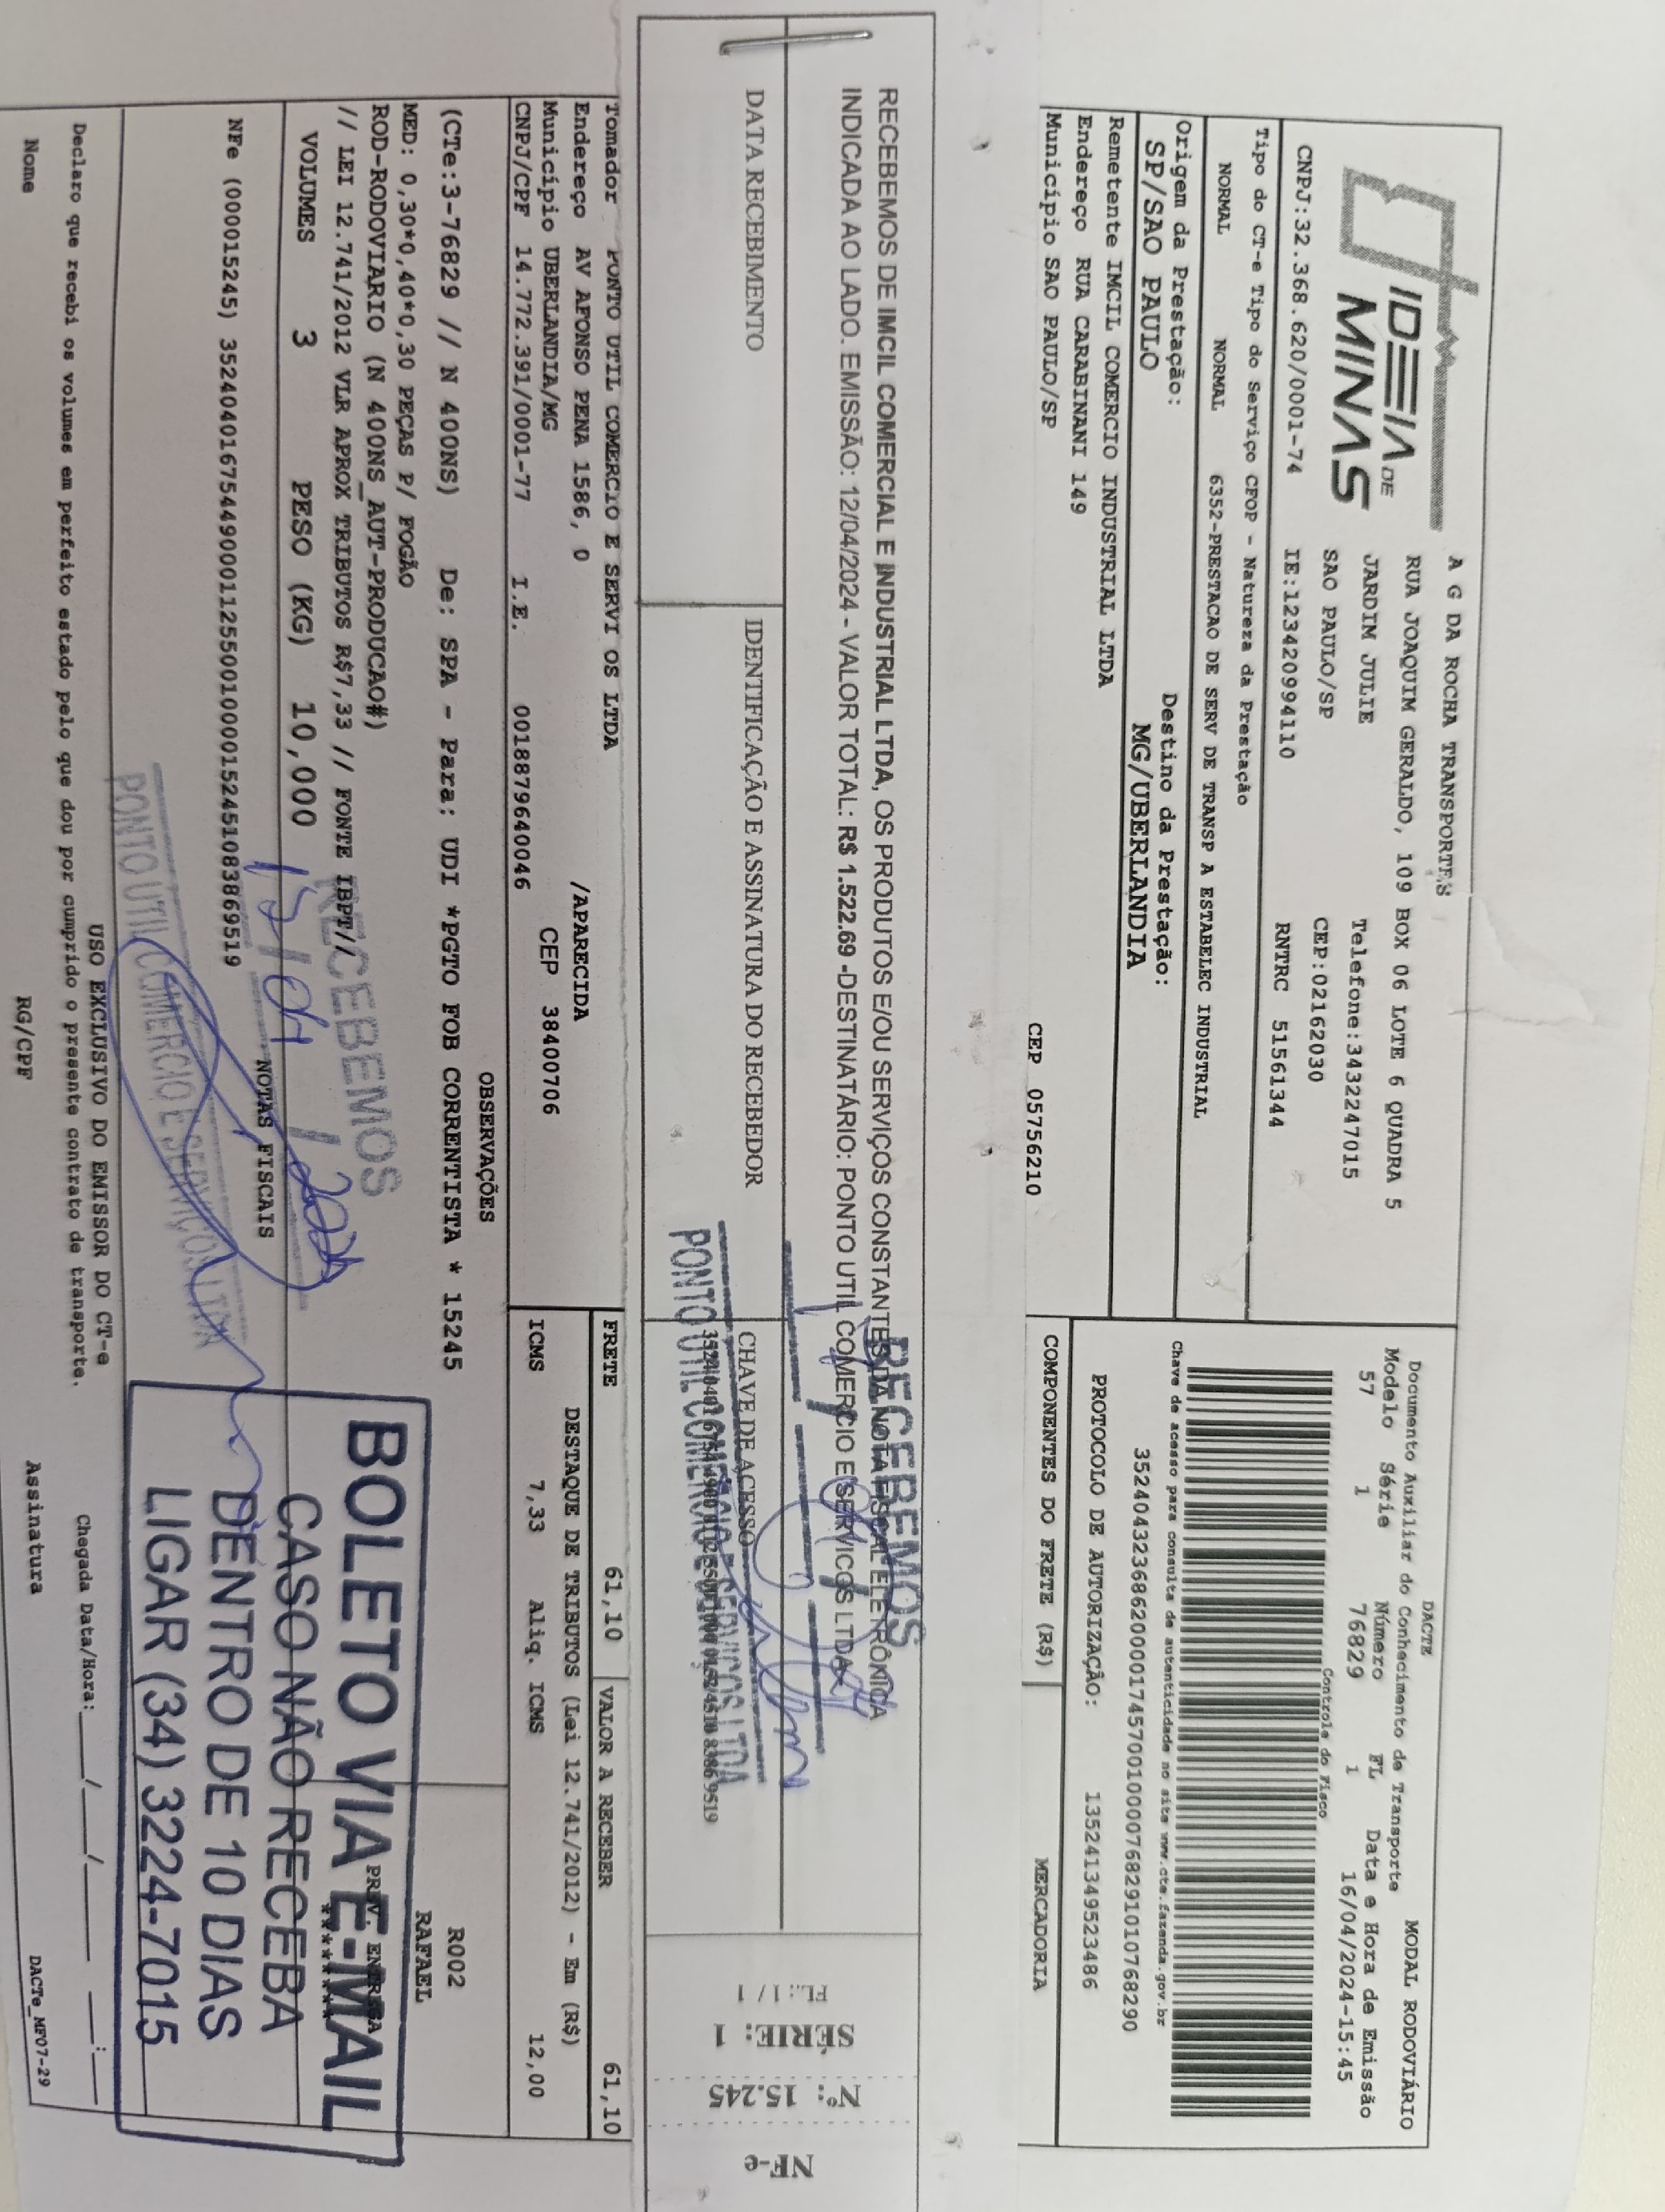 IDEIA DE
MINAS
A G DA ROCHA TRANSPORTES
RUA JOAQUIM GERALDO, 109 BOX 06 LOTE 6 QUADRA 5
JARDIM JULIE Telefone:3432247015
SAO PAULO/SP CEP:02162030
CNPJ:32.368.620/0001-74 IE:123420994110 RNTRC 51561344
DACTE MODAL RODOVIÁRIO
Documento Auxiliar do Conhecimento de Transporte
Modelo Série Número FL Data e Hora de Emissão
57 1 76829 1 16/04/2024-15:45
Controle do Fisco
Tipo do CT-e Tipo do Serviço CFOP - Natureza da Prestação
NORMAL NORMAL 6352-PRESTACAO DE SERV DE TRANSP A ESTABELEC INDUSTRIAL
Chave de acesso para consulta de autenticidade no site www.cte.fazenda.gov.br
35240432368620000174570010000768291010768290
Origem da Prestação: Destino da Prestação:
SP/SAO PAULO MG/UBERLANDIA
PROTOCOLO DE AUTORIZAÇÃO: 135241349523486
Remetente IMCIL COMERCIO INDUSTRIAL LTDA
Endereço RUA CARABINANI 149
Município SAO PAULO/SP CEP 05756210
COMPONENTES DO FRETE (R$) MERCADORIA
RECEBEMOS DE IMCIL COMERCIAL E INDUSTRIAL LTDA, OS PRODUTOS E/OU SERVIÇOS CONSTANTES DA NOTA FISCAL ELETRÔNICA
INDICADA AO LADO. EMISSÃO: 12/04/2024 - VALOR TOTAL: R$ 1.522.69 -DESTINATÁRIO: PONTO UTIL COMERCIO E SERVICOS LTDA
RECEBEMOS
DATA RECEBIMENTO IDENTIFICAÇÃO E ASSINATURA DO RECEBEDOR CHAVE DE ACESSO
PONTO UTIL COMERCIO E SERVICOS LTDA
NF-e
Nº: 15.245
SÉRIE: 1
FL.: 1 / 1
Tomador PONTO UTIL COMERCIO E SERVI OS LTDA
Endereço AV AFONSO PENA 1586, 0 /APARECIDA
Município UBERLANDIA/MG CEP 38400706
CNPJ/CPF 14.772.391/0001-77 I.E. 0018879640046
FRETE 61,10 VALOR A RECEBER 61,10
DESTAQUE DE TRIBUTOS (Lei 12.741/2012) - Em (R$)
ICMS 7,33 Aliq. ICMS 12,00
OBSERVAÇÕES
(CTe:3-76829 // N 400NS) De: SPA - Para: UDI *PGTO FOB CORRENTISTA * 15245
MED: 0,30*0,40*0,30 PEÇAS P/ FOGÃO
ROD-RODOVIARIO (N 400NS_AUT-PRODUCAO#)
// LEI 12.741/2012 VLR APROX TRIBUTOS R$7,33 // FONTE IBPT//
R002
RAFAEL
PREV. ENTREGA
********
VOLUMES 3 PESO (KG) 10,000
RECEBEMOS
NOTAS FISCAIS
NFe (000015245) 35240401675449000112550010000152451083869519
PONTO UTIL COMERCIO E SERVICOS LTDA
BOLETO VIA E-MAIL
CASO NÃO RECEBA
DENTRO DE 10 DIAS
LIGAR (34) 3224-7015
USO EXCLUSIVO DO EMISSOR DO CT-e
Declaro que recebi os volumes em perfeito estado pelo que dou por cumprido o presente contrato de transporte. Chegada Data/Hora:___/___/_____ ___:___
Nome RG/CPF Assinatura DACTe_MF07-29